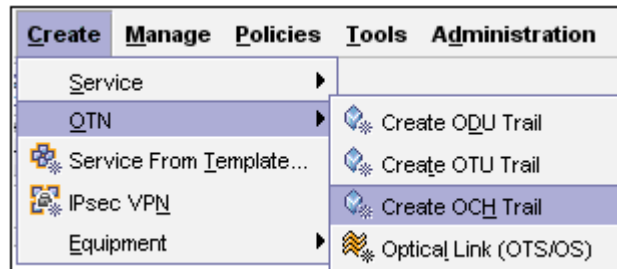 Create Manage Policies Tools Administration
Service
OTN
Service From Template...
IPsec VPN
Equipment
Create ODU Trail
Create OTU Trail
Create OCH Trail
Optical Link (OTS/OS)